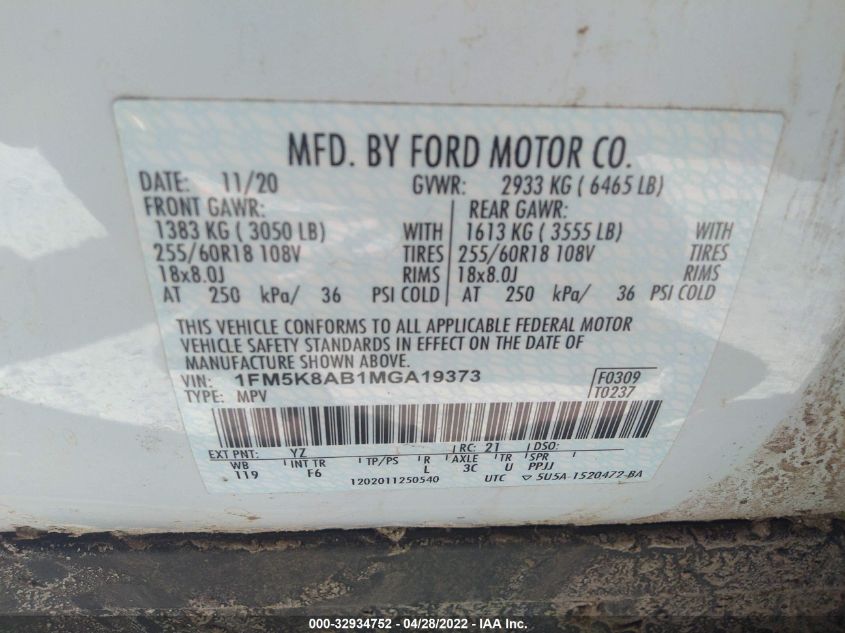 MFD. BY FORD MOTOR CO.
DATE: 11/20 GVWR: 2933 KG ( 6465 LB)
FRONT GAWR: REAR GAWR:
1383 KG ( 3050 LB) WITH 1613 KG ( 3555 LB) WITH
255/60R18 108V TIRES 255/60R18 108V TIRES
18x8.0J RIMS 18x8.0J RIMS
AT 250 kPa/ 36 PSI COLD AT 250 kPa/ 36 PSI COLD
THIS VEHICLE CONFORMS TO ALL APPLICABLE FEDERAL MOTOR
VEHICLE SAFETY STANDARDS IN EFFECT ON THE DATE OF
MANUFACTURE SHOWN ABOVE.
VIN: 1FM5K8AB1MGA19373 F0309
TYPE: MPV T0237
EXT PNT: YZ RC: 21 DSO:
WB INT TR TP/PS R AXLE TR SPR
119 F6 L 3C U PPJJ
1202011250540 UTC ▽ 5U5A-1520472-BA
000-32934752 - 04/28/2022 - IAA Inc.